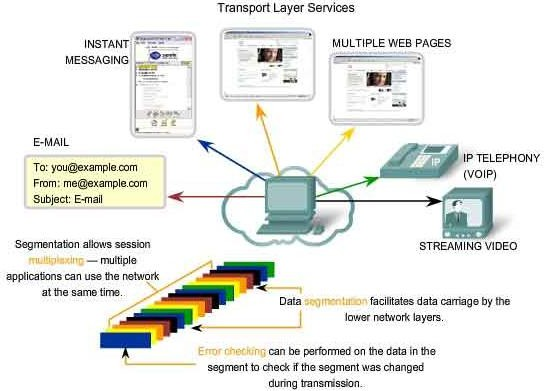 Transport Layer Services
INSTANT
MESSAGING
MULTIPLE WEB PAGES
E-MAIL
To: you@example.com
From: me@example.com
Subject: E-mail
IP
IP TELEPHONY
(VOIP)
STREAMING VIDEO
Segmentation allows session
multiplexing — multiple
applications can use the network
at the same time.
Data segmentation facilitates data carriage by the
lower network layers.
Error checking can be performed on the data in the
segment to check if the segment was changed
during transmission.